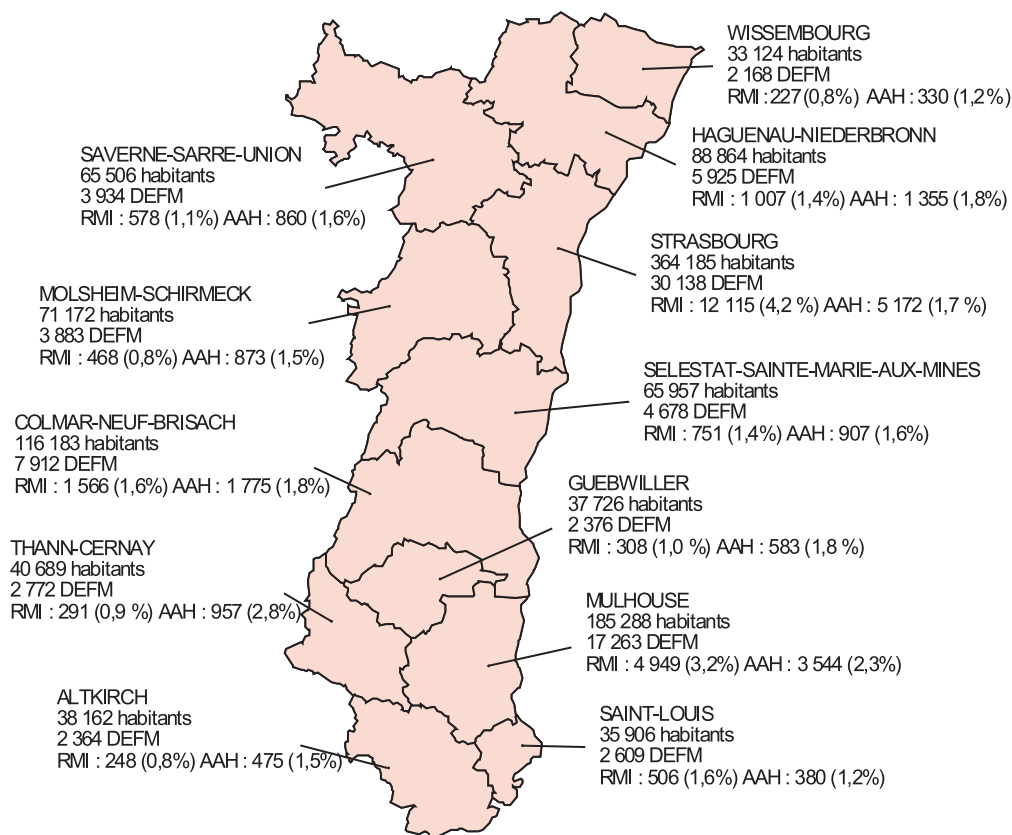 WISSEMBOURG
33 124 habitants
2 168 DEFM
RMI : 227 (0,8%) AAH : 330 (1,2%)
HAGUENAU-NIEDERBRONN
88 864 habitants
5 925 DEFM
RMI : 1 007 (1,4%) AAH : 1 355 (1,8%)
SAVERNE-SARRE-UNION
65 506 habitants
3 934 DEFM
RMI : 578 (1,1%) AAH : 860 (1,6%)
STRASBOURG
364 185 habitants
30 138 DEFM
RMI : 12 115 (4,2 %) AAH : 5 172 (1,7 %)
MOLSHEIM-SCHIRMECK
71 172 habitants
3 883 DEFM
RMI : 468 (0,8%) AAH : 873 (1,5%)
SELESTAT-SAINTE-MARIE-AUX-MINES
65 957 habitants
4 678 DEFM
RMI : 751 (1,4%) AAH : 907 (1,6%)
COLMAR-NEUF-BRISACH
116 183 habitants
7 912 DEFM
RMI : 1 566 (1,6%) AAH : 1 775 (1,8%)
GUEBWILLER
37 726 habitants
2 376 DEFM
RMI : 308 (1,0 %) AAH : 583 (1,8 %)
THANN-CERNAY
40 689 habitants
2 772 DEFM
RMI : 291 (0,9 %) AAH : 957 (2,8%)
MULHOUSE
185 288 habitants
17 263 DEFM
RMI : 4 949 (3,2%) AAH : 3 544 (2,3%)
ALTKIRCH
38 162 habitants
2 364 DEFM
RMI : 248 (0,8%) AAH : 475 (1,5%)
SAINT-LOUIS
35 906 habitants
2 609 DEFM
RMI : 506 (1,6%) AAH : 380 (1,2%)